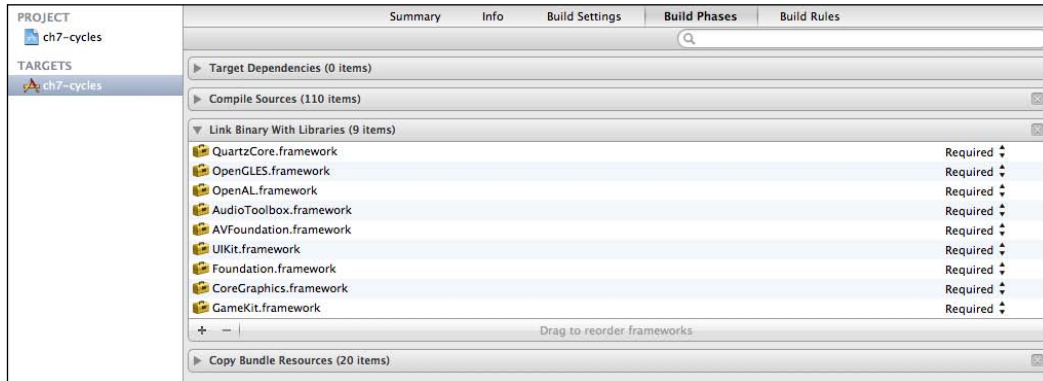 PROJECT
ch7-cycles
TARGETS
ch7-cycles
Summary Info Build Settings Build Phases Build Rules
Target Dependencies (0 items)
Compile Sources (110 items)
Link Binary With Libraries (9 items)
QuartzCore.framework Required
OpenGLES.framework Required
OpenAL.framework Required
AudioToolbox.framework Required
AVFoundation.framework Required
UIKit.framework Required
Foundation.framework Required
CoreGraphics.framework Required
GameKit.framework Required
+ − Drag to reorder frameworks
Copy Bundle Resources (20 items)